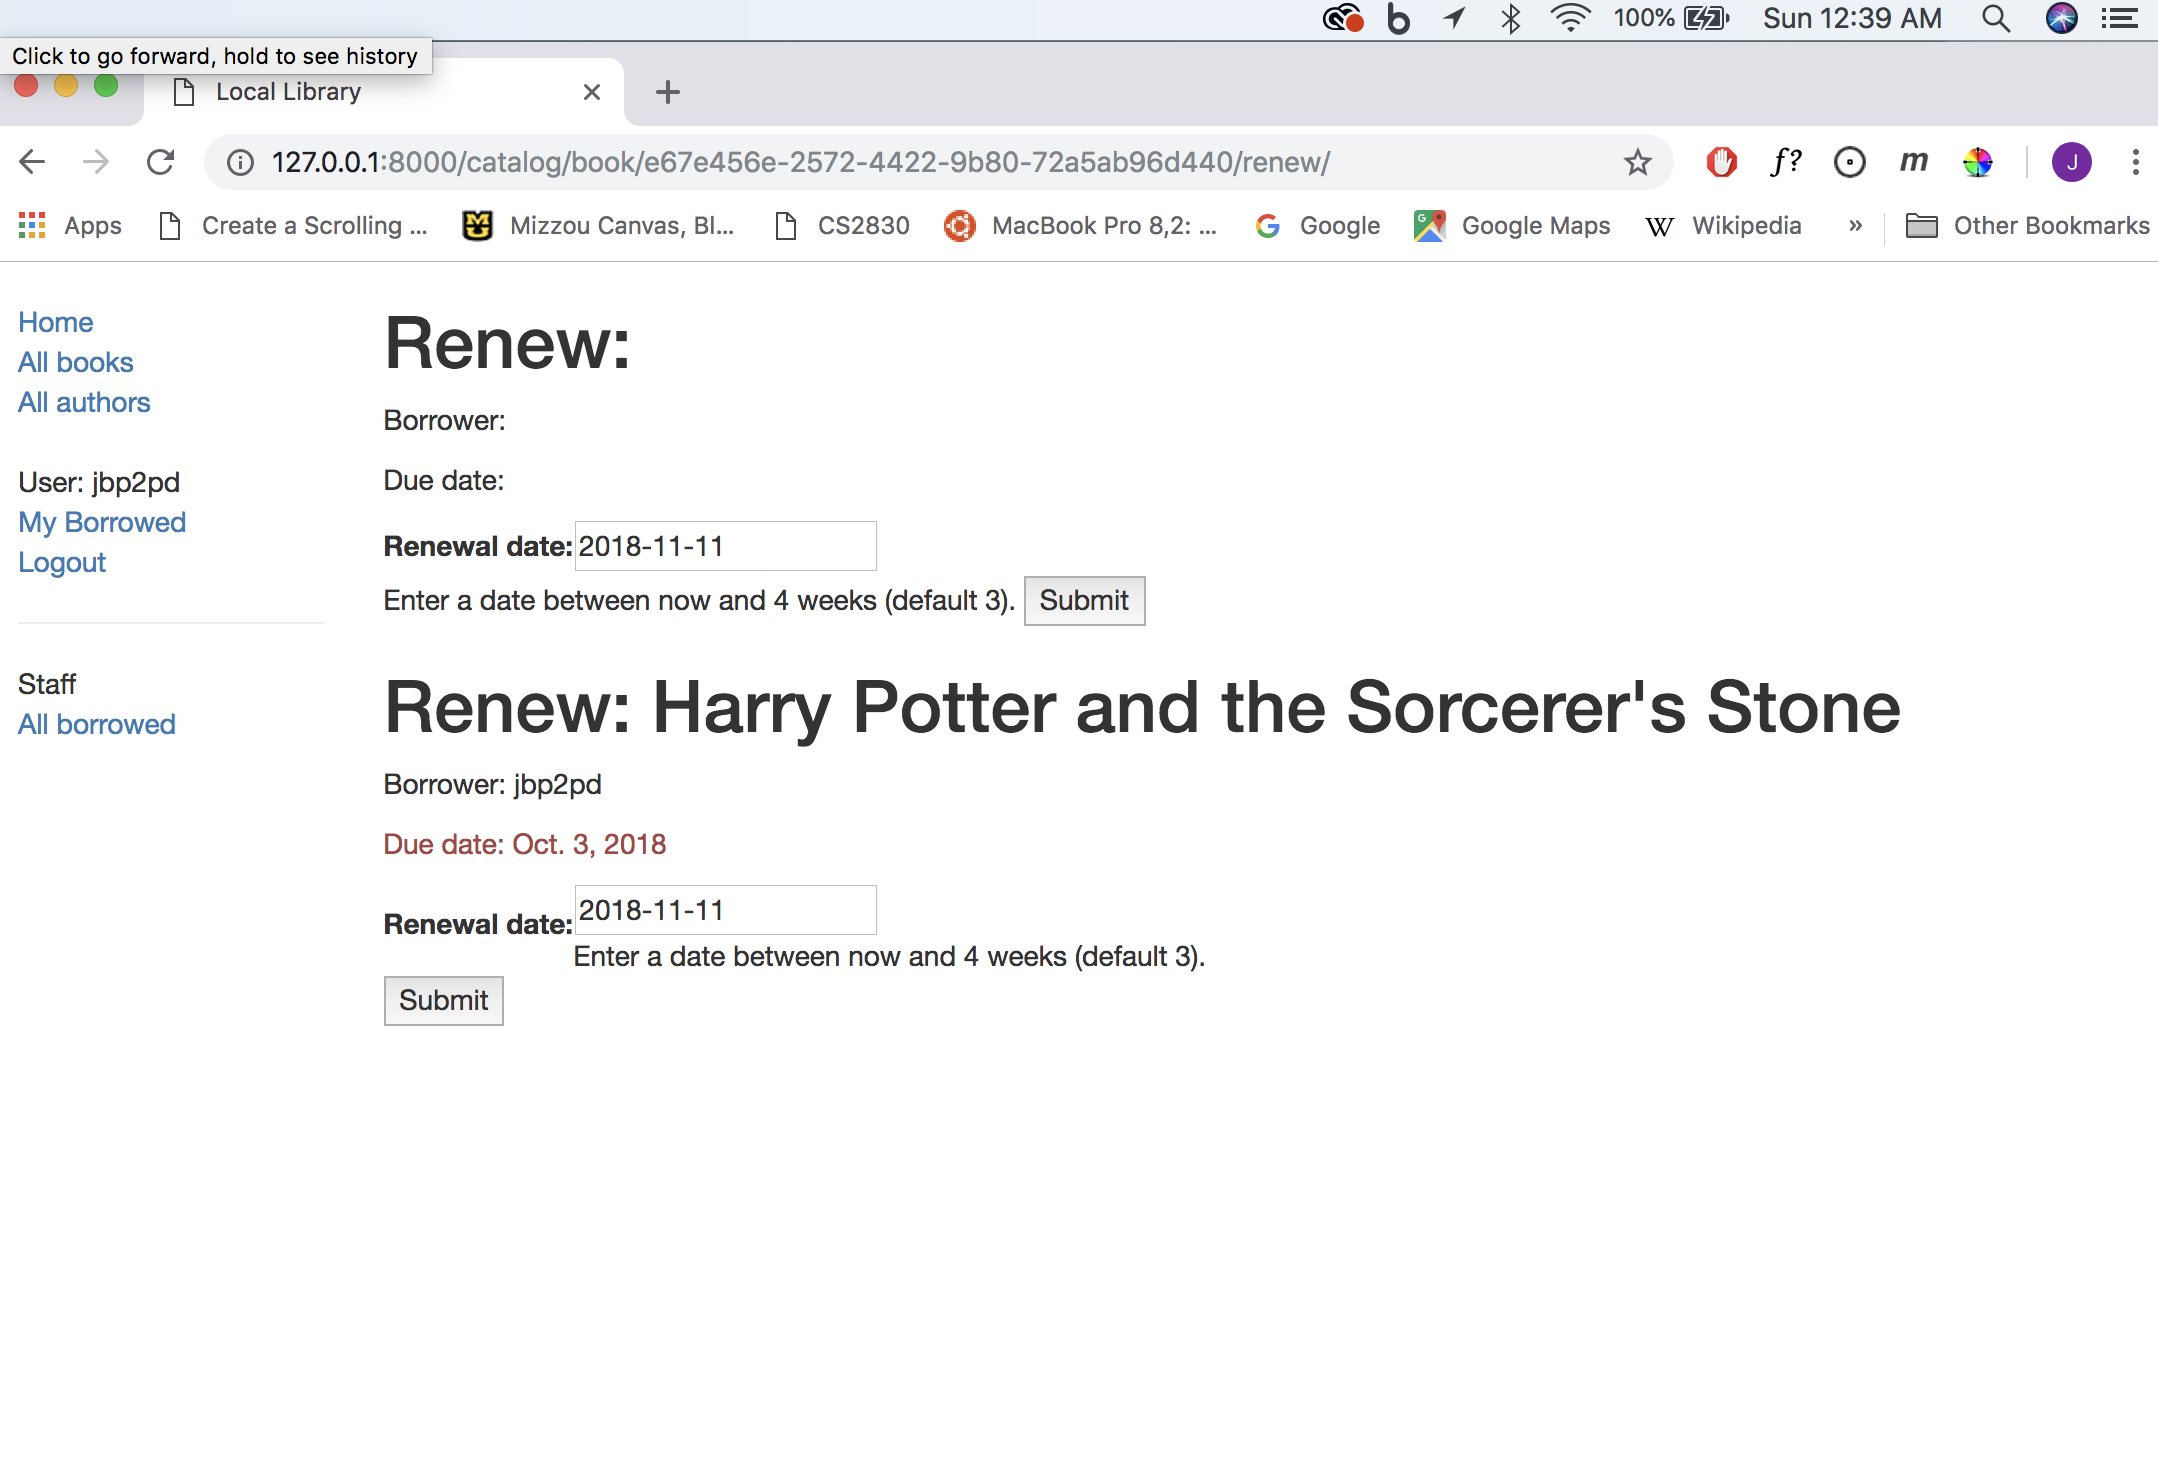 100% Sun 12:39 AM
Click to go forward, hold to see history
Local Library
127.0.0.1:8000/catalog/book/e67e456e-2572-4422-9b80-72a5ab96d440/renew/
f? m J
Apps Create a Scrolling ... Mizzou Canvas, Bl... CS2830 MacBook Pro 8,2: ... Google Google Maps Wikipedia » Other Bookmarks
Home
All books
All authors
User: jbp2pd
My Borrowed
Logout
Staff
All borrowed
Renew:
Borrower:
Due date:
Renewal date: 2018-11-11
Enter a date between now and 4 weeks (default 3). Submit
Renew: Harry Potter and the Sorcerer's Stone
Borrower: jbp2pd
Due date: Oct. 3, 2018
Renewal date: 2018-11-11
Enter a date between now and 4 weeks (default 3).
Submit